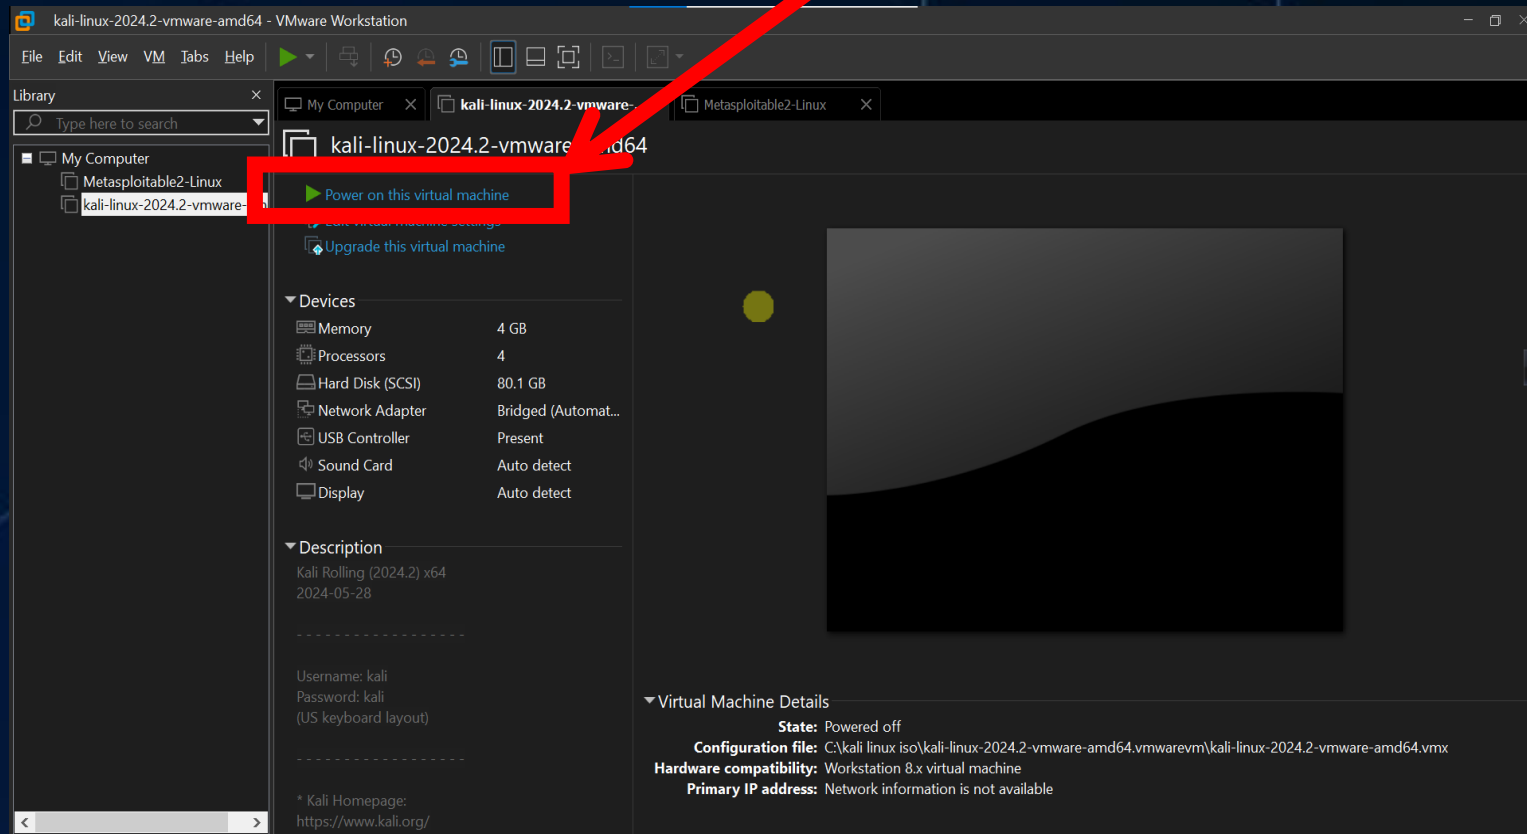 kali-linux-2024.2-vmware-amd64 - VMware Workstation
File Edit View VM Tabs Help
Library
Type here to search
My Computer
Metasploitable2-Linux
kali-linux-2024.2-vmware-
My Computer
kali-linux-2024.2-vmware-...
Metasploitable2-Linux
kali-linux-2024.2-vmware-amd64
Power on this virtual machine
Edit virtual machine settings
Upgrade this virtual machine
Devices
Memory 4 GB
Processors 4
Hard Disk (SCSI) 80.1 GB
Network Adapter Bridged (Automat...
USB Controller Present
Sound Card Auto detect
Display Auto detect
Description
Kali Rolling (2024.2) x64
2024-05-28
- - - - - - - - - - - - - - - - - -
Username: kali
Password: kali
(US keyboard layout)
- - - - - - - - - - - - - - - - - -
* Kali Homepage:
https://www.kali.org/
Virtual Machine Details
State: Powered off
Configuration file: C:\kali linux iso\kali-linux-2024.2-vmware-amd64.vmwarevm\kali-linux-2024.2-vmware-amd64.vmx
Hardware compatibility: Workstation 8.x virtual machine
Primary IP address: Network information is not available